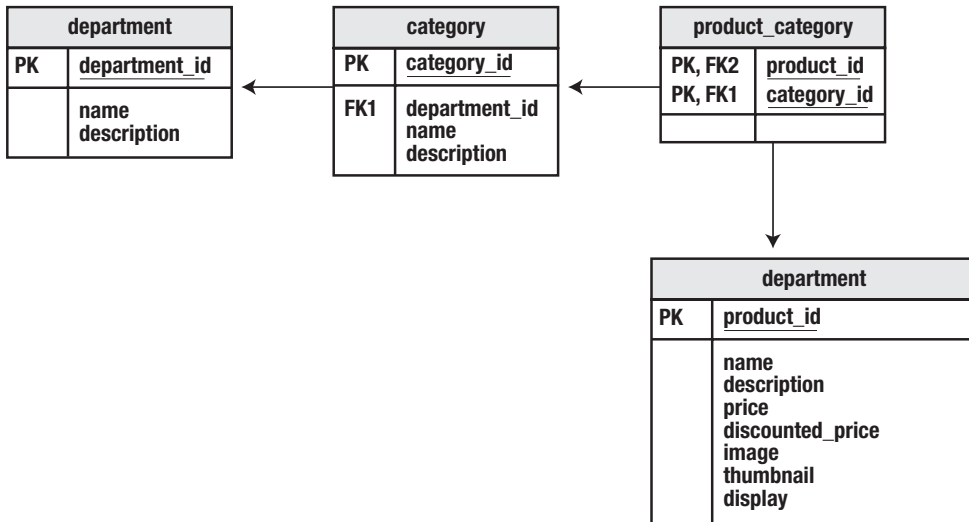 department
PK department_id
name
description
category
PK category_id
FK1 department_id
name
description
product_category
PK, FK2 product_id
PK, FK1 category_id
department
PK product_id
name
description
price
discounted_price
image
thumbnail
display